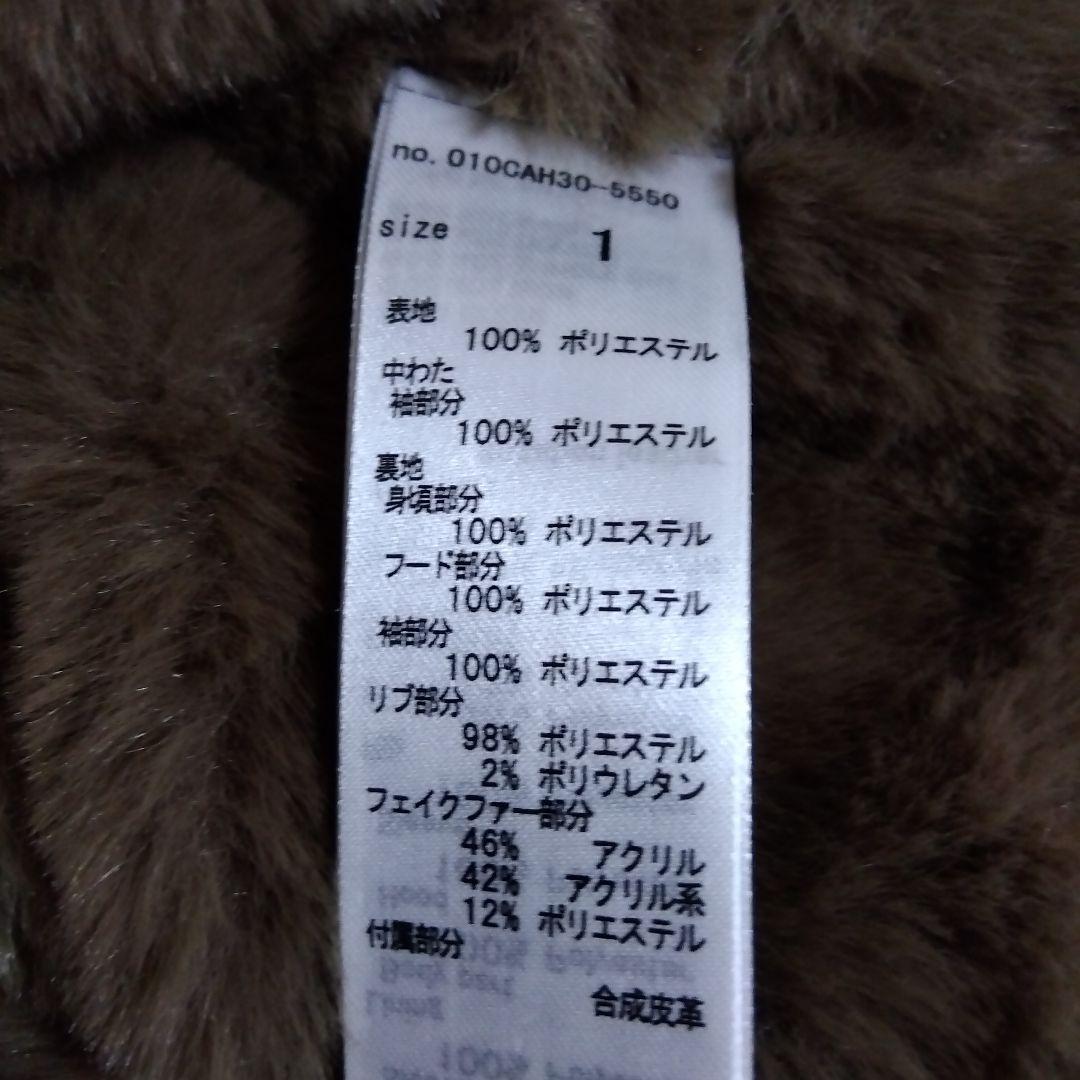 no. 010CAH30-5550
size 1
表地
100% ポリエステル
中わた
袖部分
100% ポリエステル
裏地
身頃部分
100% ポリエステル
フード部分
100% ポリエステル
袖部分
100% ポリエステル
リブ部分
98% ポリエステル
2% ポリウレタン
フェイクファー部分
46% アクリル
42% アクリル系
12% ポリエステル
付属部分
合成皮革